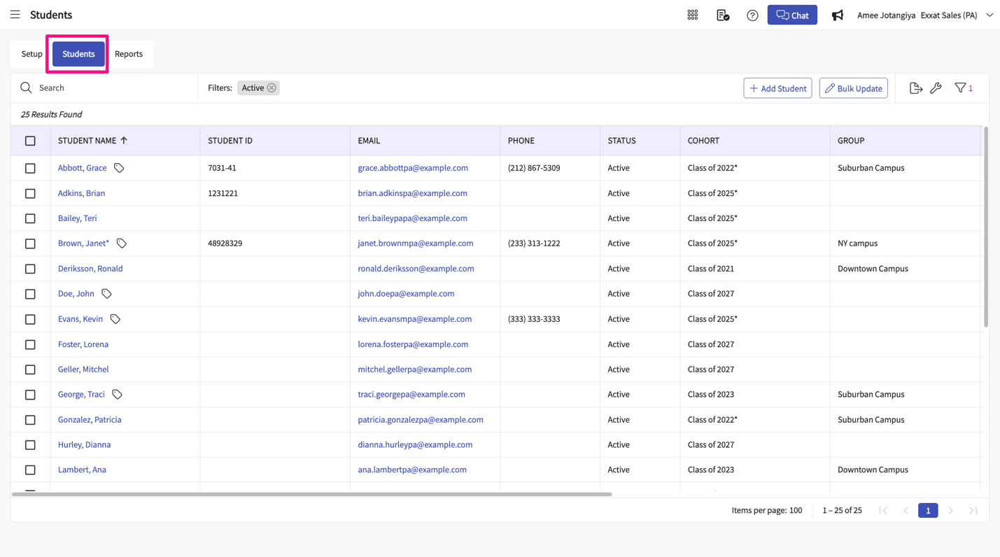 Students
Chat
Amee Jotangiya Exxat Sales (PA)
Setup Students Reports
Search Filters: Active Add Student Bulk Update 1
25 Results Found
STUDENT NAME STUDENT ID EMAIL PHONE STATUS COHORT GROUP
Abbott, Grace 7031-41 grace.abbottpa@example.com (212) 867-5309 Active Class of 2022* Suburban Campus
Adkins, Brian 1231221 brian.adkinspa@example.com Active Class of 2025*
Bailey, Teri teri.baileypapa@example.com Active Class of 2025*
Brown, Janet* 48928329 janet.brownmpa@example.com (233) 313-1222 Active Class of 2025* NY campus
Deriksson, Ronald ronald.deriksson@example.com Active Class of 2021 Downtown Campus
Doe, John john.doepa@example.com Active Class of 2027
Evans, Kevin kevin.evansmpa@example.com (333) 333-3333 Active Class of 2025*
Foster, Lorena lorena.fosterpa@example.com Active Class of 2027
Geller, Mitchel mitchel.gellerpa@example.com Active Class of 2027
George, Traci traci.georgepa@example.com Active Class of 2023 Suburban Campus
Gonzalez, Patricia patricia.gonzalezpa@example.com Active Class of 2022* Suburban Campus
Hurley, Dianna dianna.hurleypa@example.com Active Class of 2027
Lambert, Ana ana.lambertpa@example.com Active Class of 2023 Downtown Campus
Items per page: 100 1 – 25 of 25 1